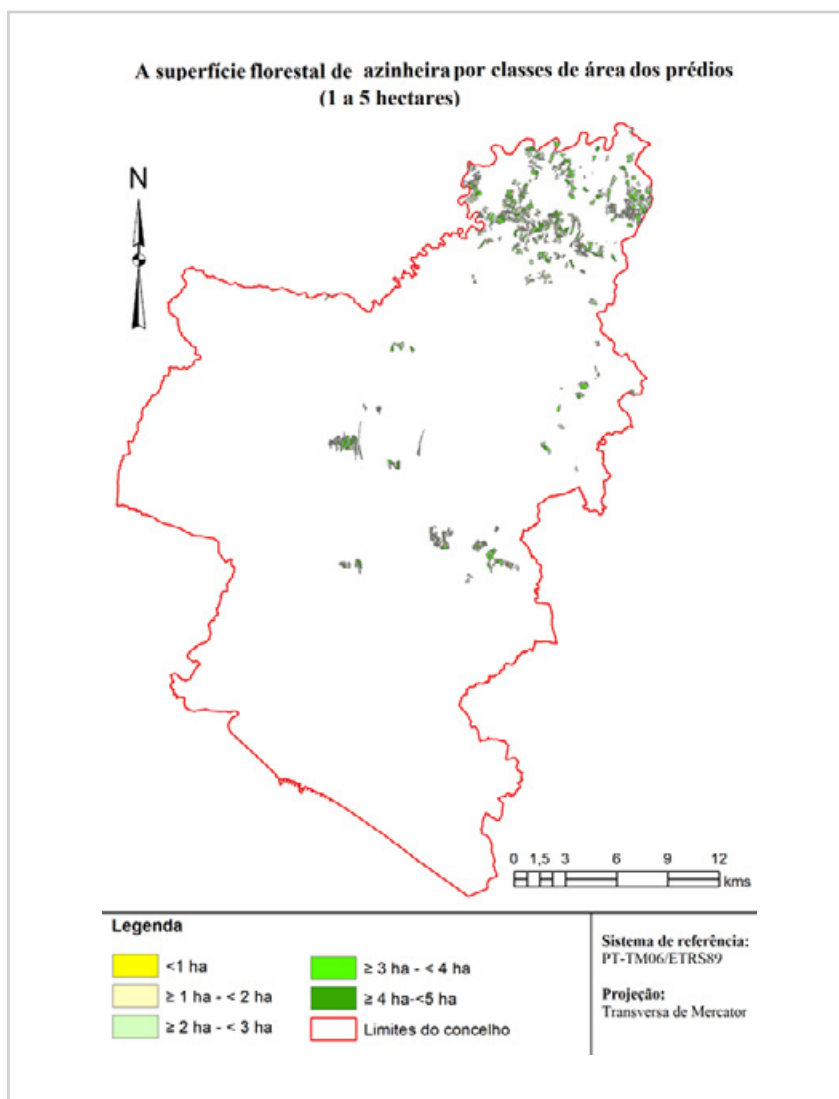 A superfície florestal de azinheira por classes de área dos prédios
(1 a 5 hectares)
N
0 1,5 3 6 9 12
kms
Legenda
<1 ha
≥ 1 ha - < 2 ha
≥ 2 ha - < 3 ha
≥ 3 ha - < 4 ha
≥ 4 ha-<5 ha
Limites do concelho
Sistema de referência:
PT-TM06/ETRS89
Projeção:
Transversa de Mercator